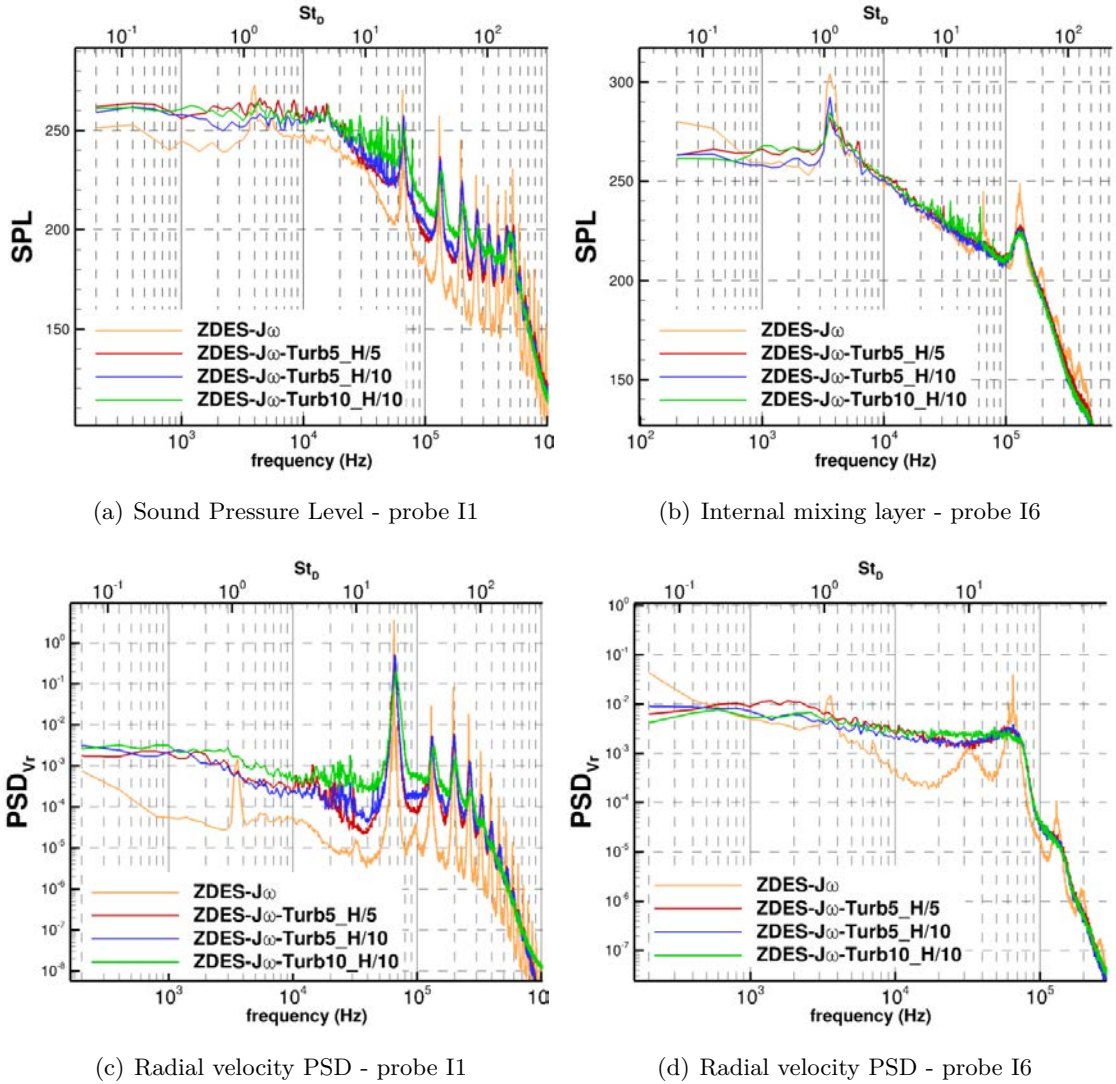 St_D
10^-1 10^0 10^1 10^2
300
250
200
150
SPL
ZDES-Jω
ZDES-Jω-Turb5_H/5
ZDES-Jω-Turb5_H/10
ZDES-Jω-Turb10_H/10
10^3 10^4 10^5 10
frequency (Hz)
(a) Sound Pressure Level - probe I1
St_D
10^-1 10^0 10^1 10^2
300
250
200
150
SPL
ZDES-Jω
ZDES-Jω-Turb5_H/5
ZDES-Jω-Turb5_H/10
ZDES-Jω-Turb10_H/10
10^2 10^3 10^4 10^5
frequency (Hz)
(b) Internal mixing layer - probe I6
St_D
10^-1 10^0 10^1 10^2
10^0
10^-1
10^-2
10^-3
10^-4
10^-5
10^-6
10^-7
10^-8
PSD_Vr
ZDES-Jω
ZDES-Jω-Turb5_H/5
ZDES-Jω-Turb5_H/10
ZDES-Jω-Turb10_H/10
10^3 10^4 10^5 10
frequency (Hz)
(c) Radial velocity PSD - probe I1
St_D
10^-1 10^0 10^1
10^0
10^-1
10^-2
10^-3
10^-4
10^-5
10^-6
10^-7
PSD_Vr
ZDES-Jω
ZDES-Jω-Turb5_H/5
ZDES-Jω-Turb5_H/10
ZDES-Jω-Turb10_H/10
10^3 10^4 10^5
frequency (Hz)
(d) Radial velocity PSD - probe I6